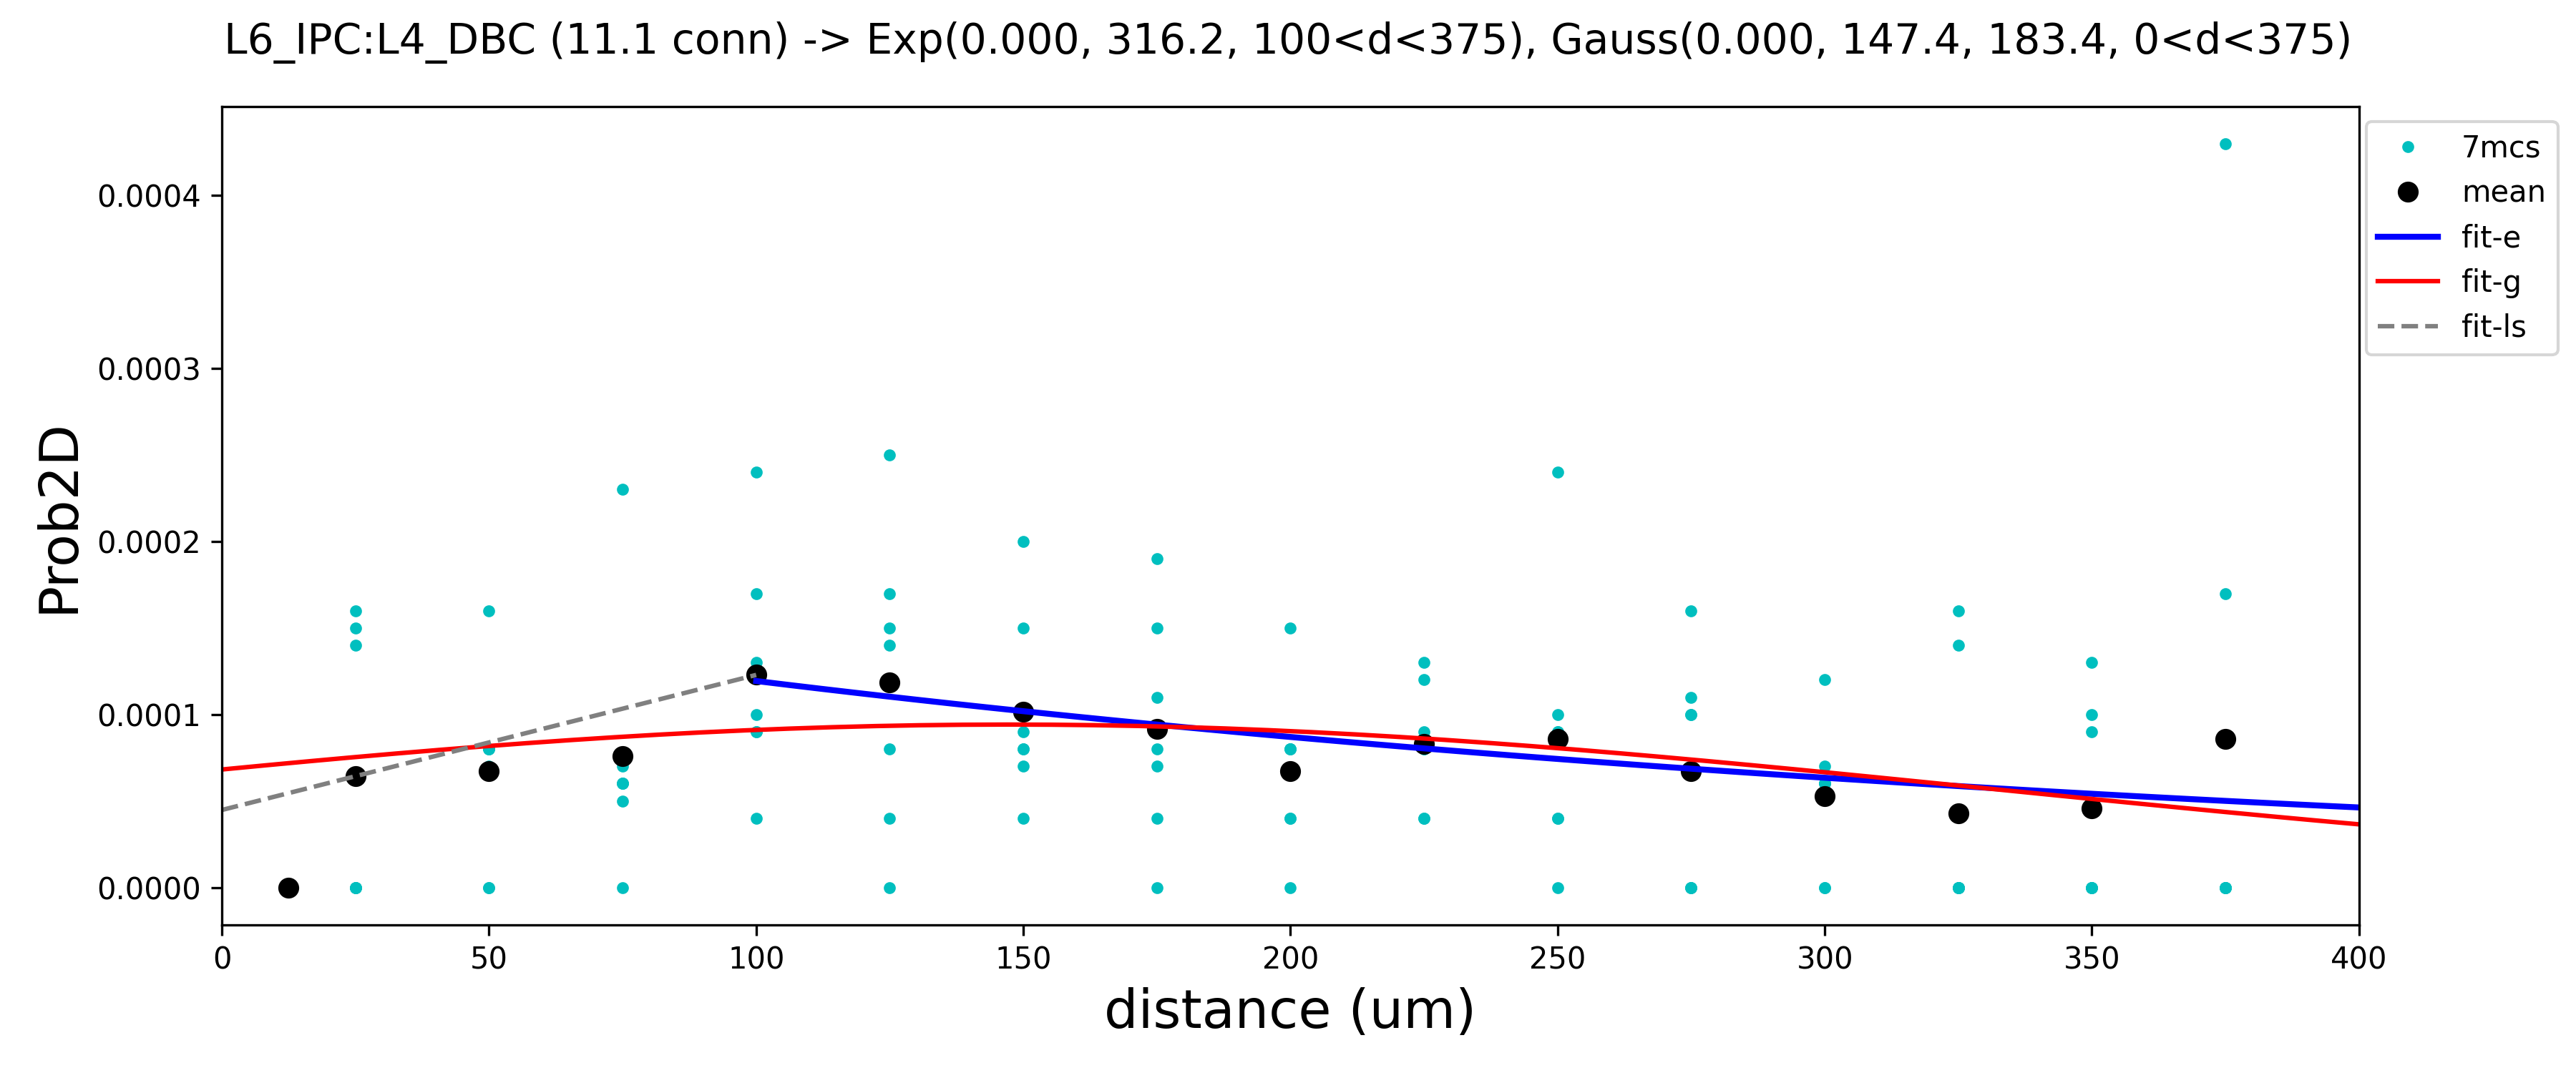 L6_IPC:L4_DBC (11.1 conn) -> Exp(0.000, 316.2, 100<d<375), Gauss(0.000, 147.4, 183.4, 0<d<375)
7mcs
mean
fit-e
fit-g
fit-ls
Prob2D
0.0004
0.0003
0.0002
0.0001
0.0000
0 50 100 150 200 250 300 350 400
distance (um)